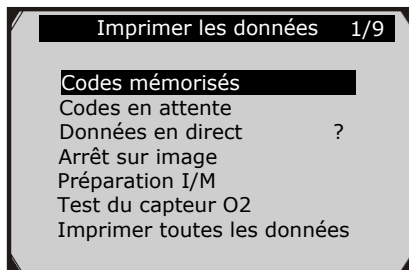 Imprimer les données 1/9
Codes mémorisés
Codes en attente
Données en direct ?
Arrêt sur image
Préparation I/M
Test du capteur O2
Imprimer toutes les données